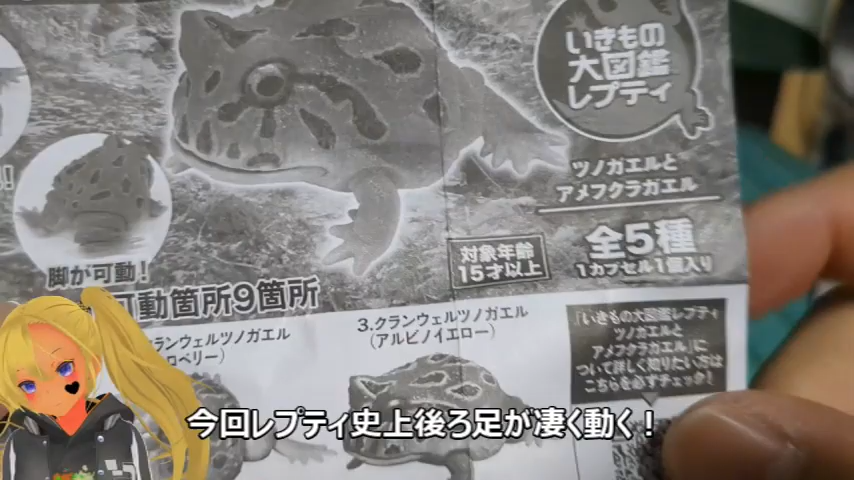 いきもの
大図鑑
レプティ
ツノガエルと
アメフクラガエル
全5種
1カプセル1個入り
対象年齢
15才以上
脚が可動!
可動箇所9箇所
クランウェルツノガエル
ロベリー)
3.クランウェルツノガエル
(アルビノイエロー)
「いきもの大図鑑レプティ
ツノガエルと
アメフクラガエル」に
ついて詳しく知りたい方は
こちらを必ずチェック!
今回レプティ史上後ろ足が凄く動く!